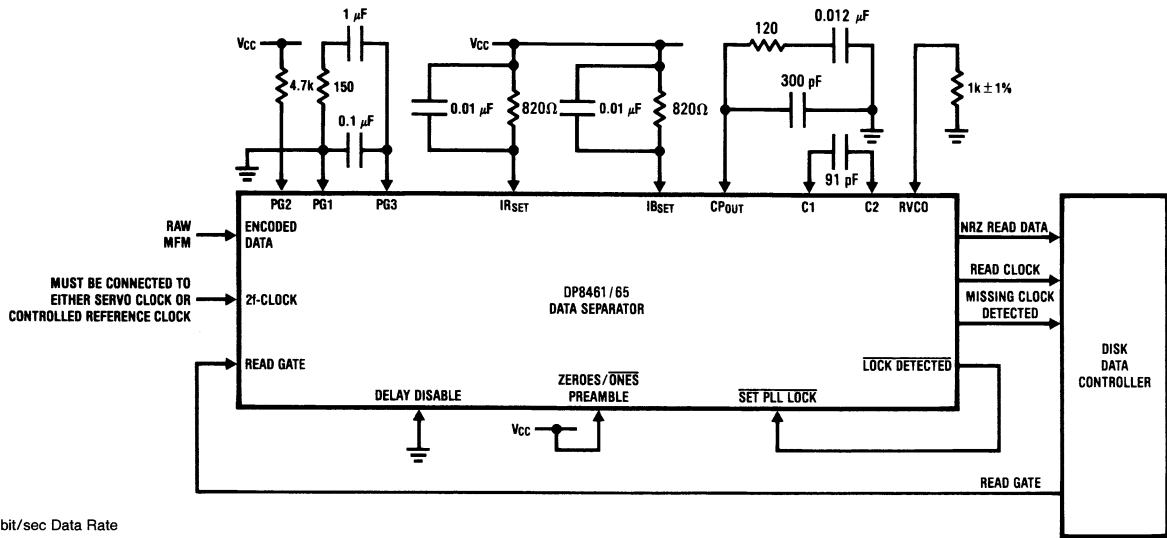 1 μF
0.012 μF
120
VCC
VCC
300 pF
4.7k
150
1k ± 1%
0.01 μF
820Ω
0.01 μF
820Ω
0.1 μF
91 pF
PG2
PG1
PG3
IRSET
IBSET
CPOUT
C1
C2
RVCO
RAW
MFM
ENCODED
DATA
NRZ READ DATA
MUST BE CONNECTED TO
EITHER SERVO CLOCK OR
CONTROLLED REFERENCE CLOCK
2f-CLOCK
DP8461/65
DATA SEPARATOR
READ CLOCK
MISSING CLOCK
DETECTED
DISK
DATA
CONTROLLER
READ GATE
LOCK DETECTED
DELAY DISABLE
ZEROES/ONES
PREAMBLE
SET PLL LOCK
VCC
READ GATE
bit/sec Data Rate